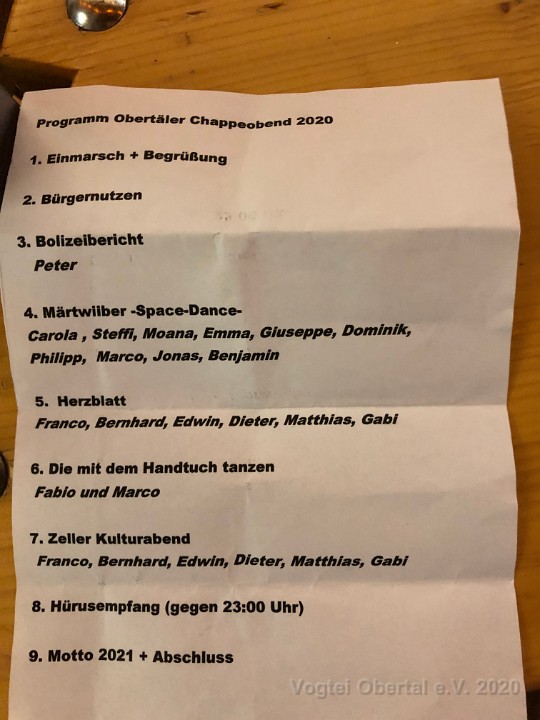 Programm Obertäler Chappeobend 2020
1. Einmarsch + Begrüßung
2. Bürgernutzen
3. Bolizeibericht
Peter
4. Märtwilber -Space-Dance-
Carola , Steffi, Moana, Emma, Giuseppe, Dominik,
Philipp, Marco, Jonas, Benjamin
5. Herzblatt
Franco, Bernhard, Edwin, Dieter, Matthias, Gabi
6. Die mit dem Handtuch tanzen
Fabio und Marco
7. Zeller Kulturabend
Franco, Bernhard, Edwin, Dieter, Matthias, Gabi
8. Hürusempfang (gegen 23:00 Uhr)
9. Motto 2021 + Abschluss
Vogtei Obertal e.V. 2020